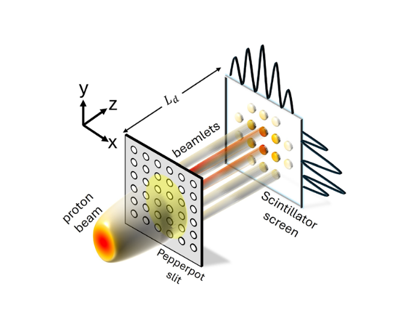 y
z
x
L_d
beamlets
proton
beam
Pepperpot
slit
Scintillator
screen